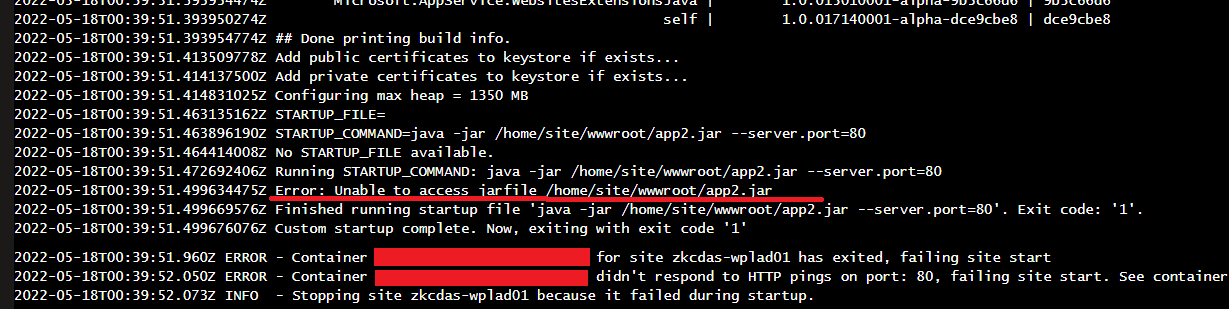 Microsoft.AppService.WebsitesExtensionsJava | 1.0.013010001-alpha-9b5c66d6 | 9b5c66d6
self | 1.0.017140001-alpha-dce9cbe8 | dce9cbe8
2022-05-18T00:39:51.393954774Z ## Done printing build info.
2022-05-18T00:39:51.413509778Z Add public certificates to keystore if exists...
2022-05-18T00:39:51.414137500Z Add private certificates to keystore if exists...
2022-05-18T00:39:51.414831025Z Configuring max heap = 1350 MB
2022-05-18T00:39:51.463135162Z STARTUP_FILE=
2022-05-18T00:39:51.463896190Z STARTUP_COMMAND=java -jar /home/site/wwwroot/app2.jar --server.port=80
2022-05-18T00:39:51.464414008Z No STARTUP_FILE available.
2022-05-18T00:39:51.472692406Z Running STARTUP_COMMAND: java -jar /home/site/wwwroot/app2.jar --server.port=80
2022-05-18T00:39:51.499634475Z Error: Unable to access jarfile /home/site/wwwroot/app2.jar
2022-05-18T00:39:51.499669576Z Finished running startup file 'java -jar /home/site/wwwroot/app2.jar --server.port=80'. Exit code: '1'.
2022-05-18T00:39:51.499676076Z Custom startup complete. Now, exiting with exit code '1'
2022-05-18T00:39:51.960Z ERROR - Container for site zkcdas-wplad01 has exited, failing site start
2022-05-18T00:39:52.050Z ERROR - Container didn't respond to HTTP pings on port: 80, failing site start. See container
2022-05-18T00:39:52.073Z INFO - Stopping site zkcdas-wplad01 because it failed during startup.